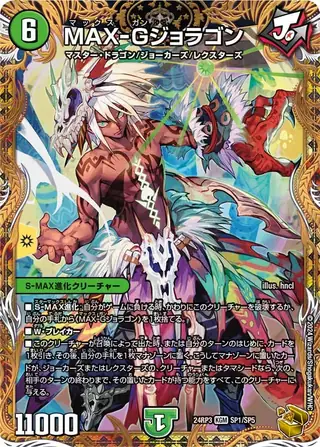 6
マックス ガン
MAX-Gジョラゴン
マスター・ドラゴン/ジョーカーズ/レクスターズ
J
illus. hncl
S-MAX進化クリーチャー
■S-MAX進化:自分がゲームに負ける時、かわりにこのクリーチャーを破壊するか、
自分の手札から《MAX-Gジョラゴン》を1枚捨てる。
■W・ブレイカー
■このクリーチャーが召喚によって出た時、または自分のターンのはじめに、カードを
1枚引き、その後、自分の手札を1枚マナゾーンに置く。こうしてマナゾーンに置いたカー
ドが、ジョーカーズまたはレクスターズの、クリーチャーまたはタマシードなら、次の、
相手のターンの終わりまで、その置いたカードが持つ能力をすべて、このクリーチャーに
11000
24RP3 KGM SP1/SP5